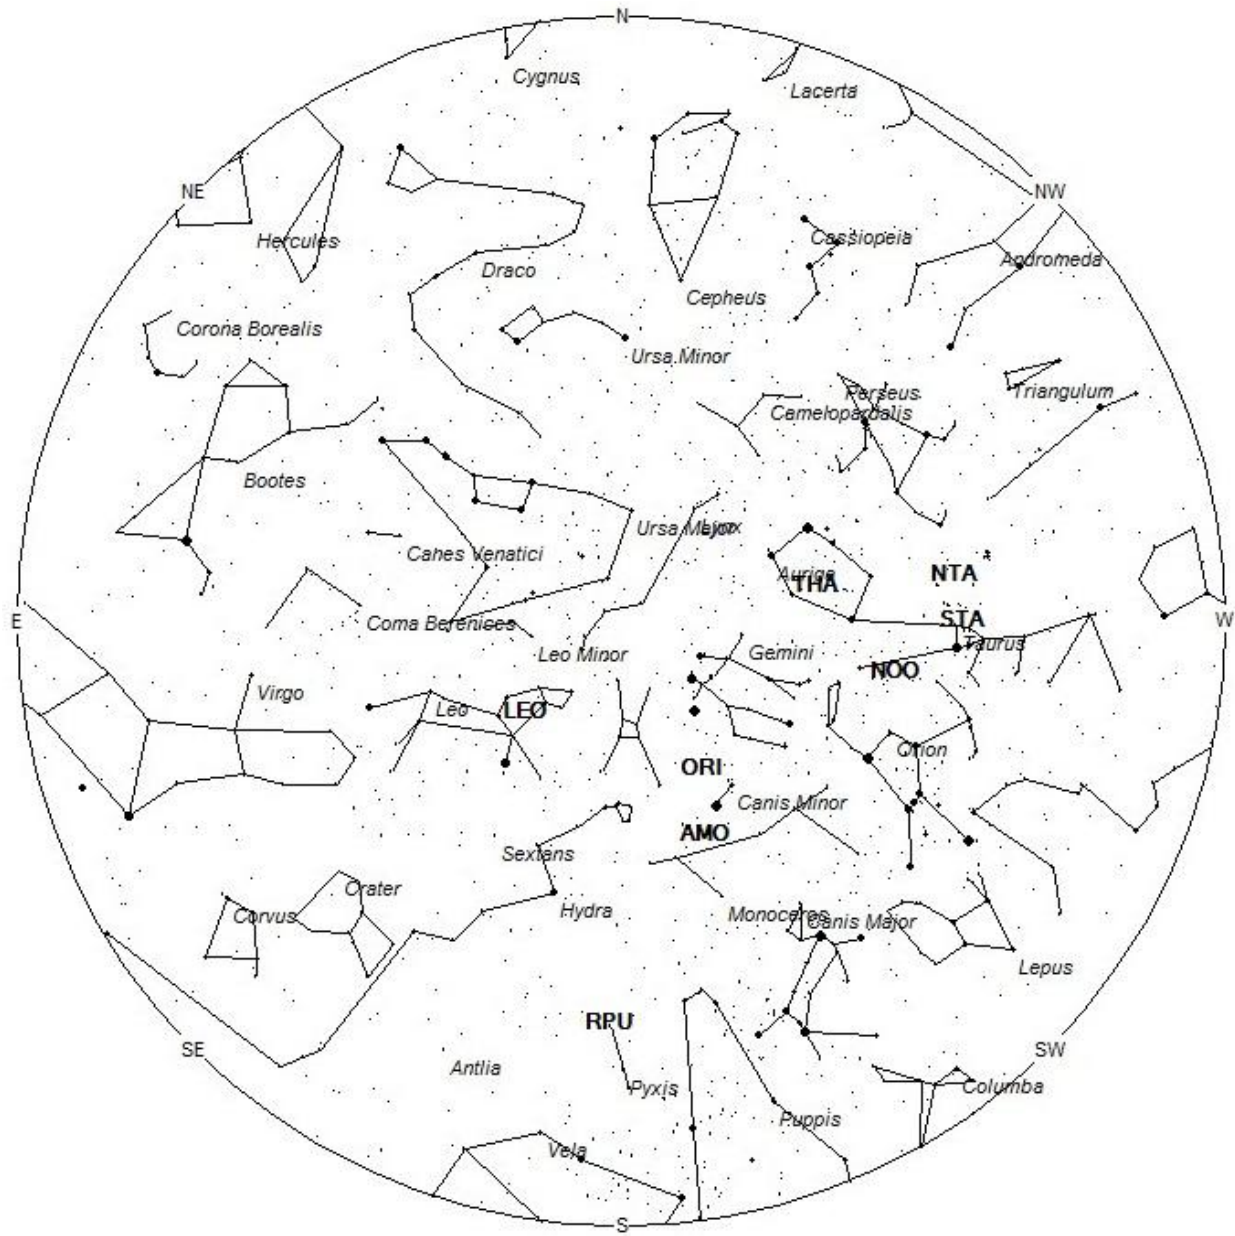 N
Cygnus
Lacerta
NE
NW
Hercules
Cassiopeia
Andromeda
Draco
Cepheus
Corona Borealis
Ursa Minor
Perseus
Triangulum
Camelopardalis
Bootes
Ursa Major
Lynx
Canes Venatici
Auriga
THA
NTA
E
Coma Berenices
STA
W
Leo Minor
Gemini
Taurus
NOO
Virgo
Leo
LEO
Orion
ORI
Canis Minor
AMO
Sextans
Crater
Corvus
Hydra
Monoceros
Canis Major
Lepus
RPU
SE
SW
Antlia
Pyxis
Columba
Puppis
Vela
S